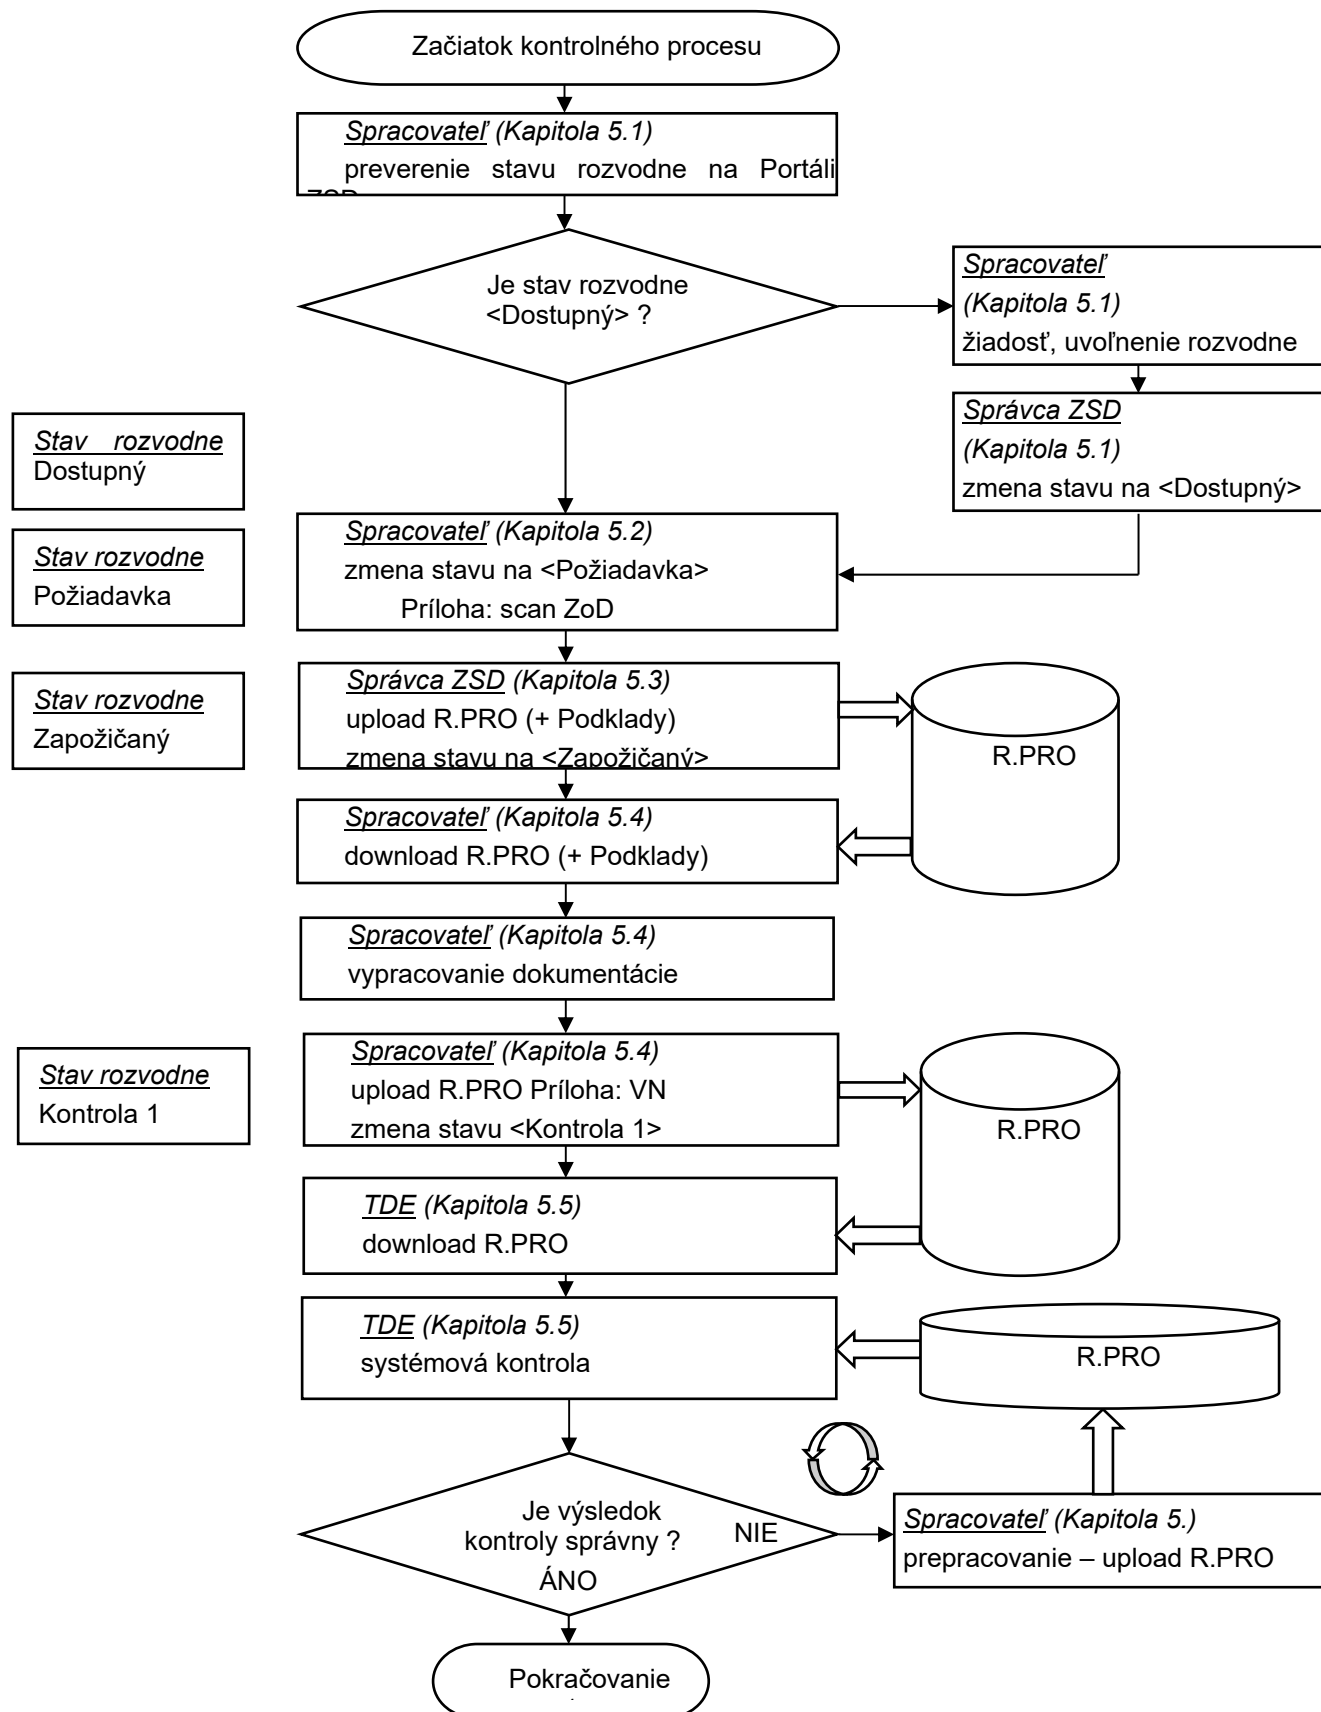 Začiatok kontrolného procesu
Spracovateľ (Kapitola 5.1)
preverenie stavu rozvodne na Portáli
ZSD
Je stav rozvodne
<Dostupný> ?
Spracovateľ
(Kapitola 5.1)
žiadosť, uvoľnenie rozvodne
Správca ZSD
(Kapitola 5.1)
zmena stavu na <Dostupný>
Stav rozvodne
Dostupný
Stav rozvodne
Požiadavka
Spracovateľ (Kapitola 5.2)
zmena stavu na <Požiadavka>
Príloha: scan ZoD
Stav rozvodne
Zapožičaný
Správca ZSD (Kapitola 5.3)
upload R.PRO (+ Podklady)
zmena stavu na <Zapožičaný>
R.PRO
Spracovateľ (Kapitola 5.4)
download R.PRO (+ Podklady)
Spracovateľ (Kapitola 5.4)
vypracovanie dokumentácie
Stav rozvodne
Kontrola 1
Spracovateľ (Kapitola 5.4)
upload R.PRO Príloha: VN
zmena stavu <Kontrola 1>
R.PRO
TDE (Kapitola 5.5)
download R.PRO
TDE (Kapitola 5.5)
systémová kontrola
R.PRO
Je výsledok
kontroly správny ?
NIE
ÁNO
Spracovateľ (Kapitola 5.)
prepracovanie – upload R.PRO
Pokračovanie